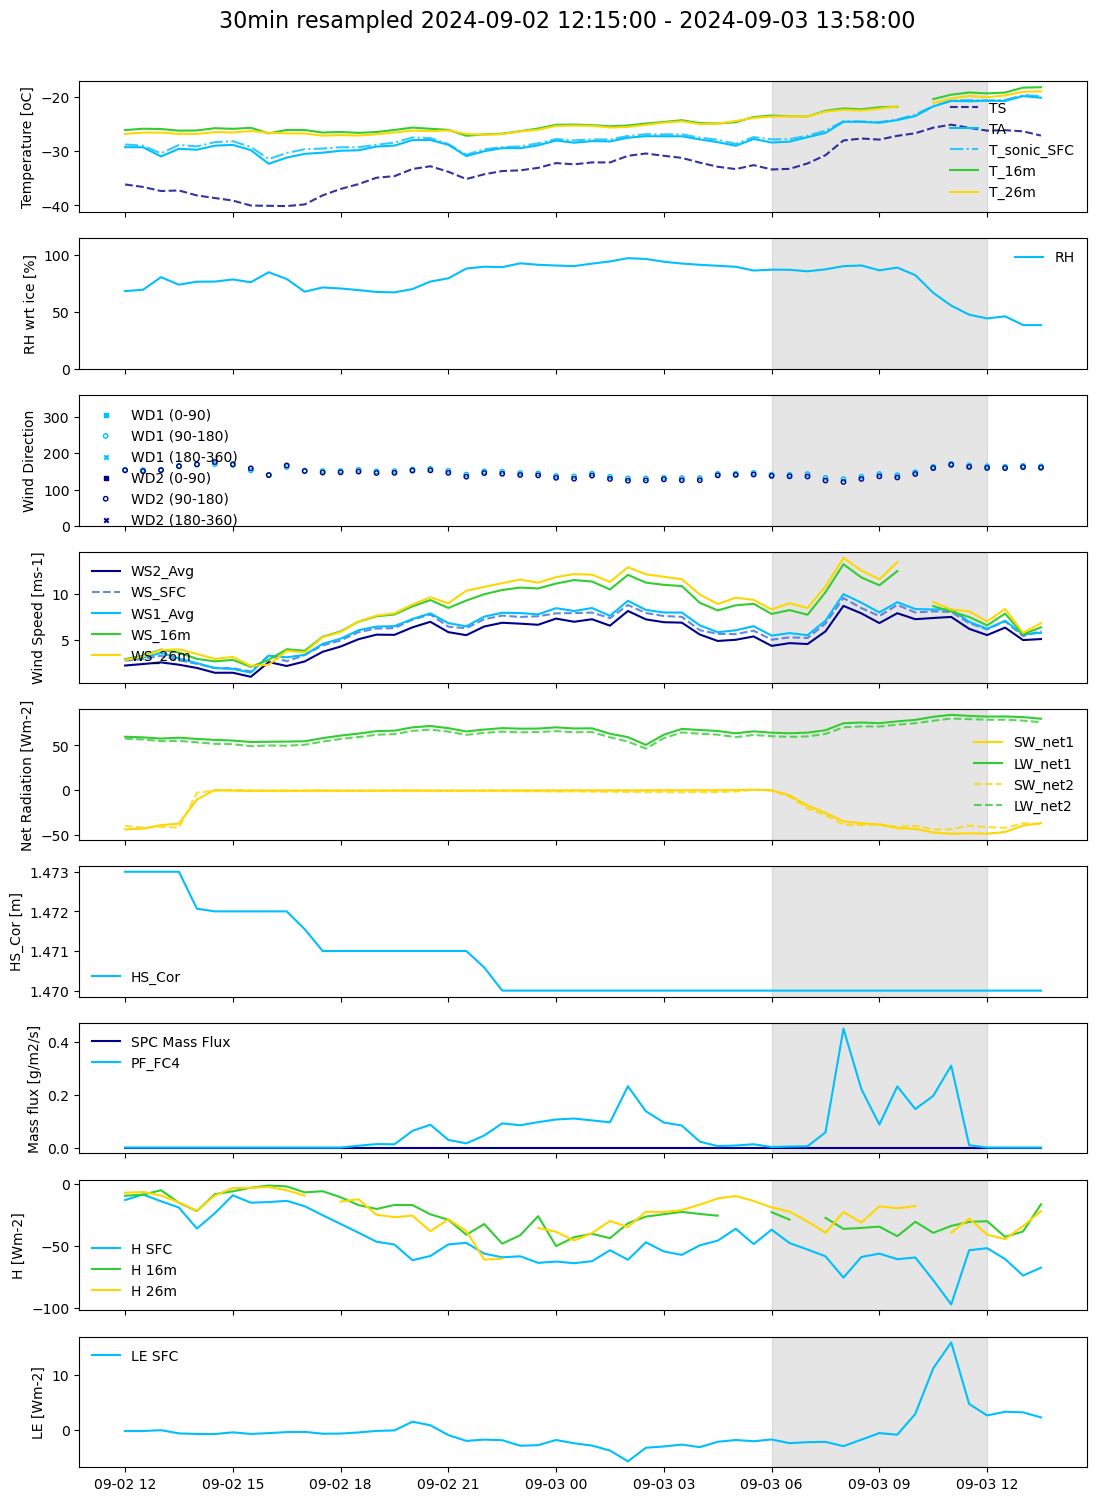 30min resampled 2024-09-02 12:15:00 - 2024-09-03 13:58:00
Temperature [oC]
−20
−30
−40
TS
TA
T_sonic_SFC
T_16m
T_26m
RH wrt ice [%]
100
50
0
RH
Wind Direction
300
200
100
0
WD1 (0-90)
WD1 (90-180)
WD1 (180-360)
WD2 (0-90)
WD2 (90-180)
WD2 (180-360)
Wind Speed [ms-1]
10
5
WS2_Avg
WS_SFC
WS1_Avg
WS_16m
WS_26m
Net Radiation [Wm-2]
50
0
−50
SW_net1
LW_net1
SW_net2
LW_net2
HS_Cor [m]
1.473
1.472
1.471
1.470
HS_Cor
Mass flux [g/m2/s]
0.4
0.2
0.0
SPC Mass Flux
PF_FC4
H [Wm-2]
0
−50
−100
H SFC
H 16m
H 26m
LE [Wm-2]
10
0
LE SFC
09-02 12 09-02 15 09-02 18 09-02 21 09-03 00 09-03 03 09-03 06 09-03 09 09-03 12